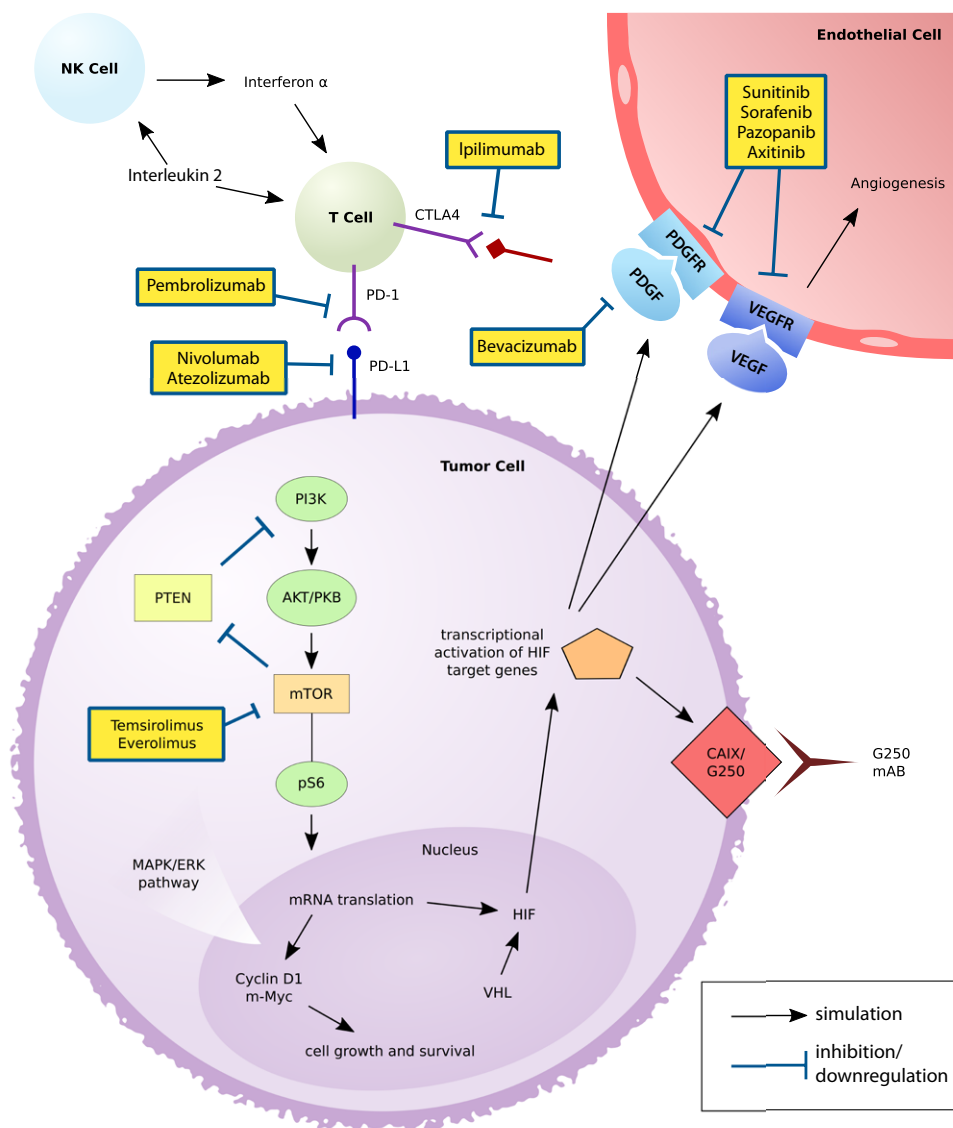 Endothelial Cell
NK Cell
Interferon α
Sunitinib
Sorafenib
Pazopanib
Axitinib
Ipilimumab
Interleukin 2
Angiogenesis
T Cell
CTLA4
PDGFR
PDGF
Pembrolizumab
PD-1
VEGFR
Bevacizumab
VEGF
Nivolumab
Atezolizumab
PD-L1
Tumor Cell
PI3K
PTEN
AKT/PKB
transcriptional
activation of HIF
target genes
mTOR
Temsirolimus
Everolimus
CAIX/
G250
G250
mAB
pS6
Nucleus
MAPK/ERK
pathway
mRNA translation
HIF
Cyclin D1
m-Myc
VHL
cell growth and survival
simulation
inhibition/
downregulation